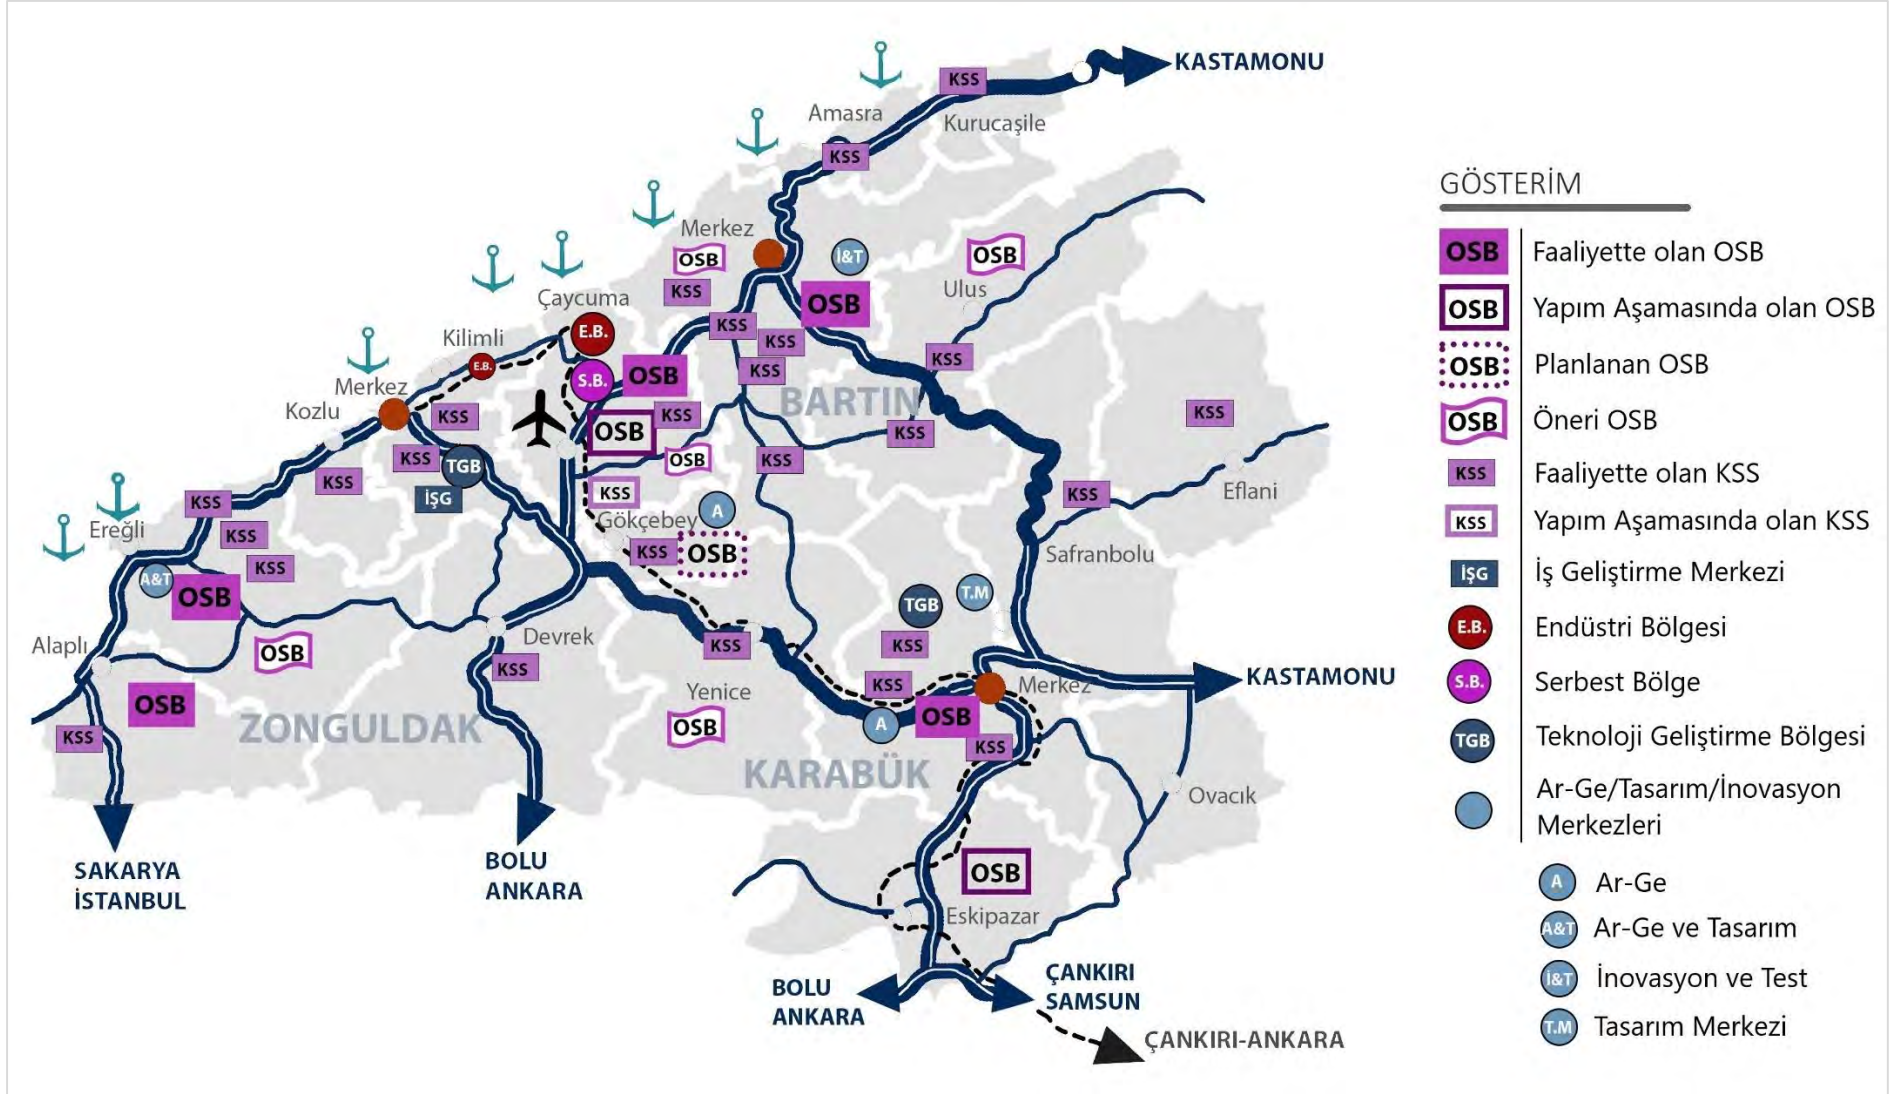 KASTAMONU
KSS
Amasra
Kurucaşile
KSS
Merkez
OSB
I&T
OSB
KSS
Ulus
OSB
Çaycuma
E.B.
KSS
KSS
KSS
KSS
Kilimli
E.B.
S.B.
OSB
BARTIN
Merkez
Kozlu
KSS
KSS
OSB
KSS
KSS
KSS
TGB
OSB
KSS
KSS
İŞG
KSS
KSS
Eflani
KSS
A
Gökçebey
Ereğli
KSS
KSS
OSB
Safranbolu
KSS
A&T
OSB
TGB
T.M
Alaplı
OSB
Devrek
KSS
KSS
KSS
KASTAMONU
OSB
KSS
Yenice
KSS
Merkez
ZONGULDAK
OSB
A
OSB
KSS
KARABÜK
Ovacık
SAKARYA
İSTANBUL
BOLU
ANKARA
OSB
Eskipazar
BOLU
ANKARA
ÇANKIRI
SAMSUN
ÇANKIRI-ANKARA
GÖSTERİM
OSB Faaliyette olan OSB
OSB Yapım Aşamasında olan OSB
OSB Planlanan OSB
OSB Öneri OSB
KSS Faaliyette olan KSS
KSS Yapım Aşamasında olan KSS
İŞG İş Geliştirme Merkezi
E.B. Endüstri Bölgesi
S.B. Serbest Bölge
TGB Teknoloji Geliştirme Bölgesi
Ar-Ge/Tasarım/İnovasyon
Merkezleri
A Ar-Ge
A&T Ar-Ge ve Tasarım
İ&T İnovasyon ve Test
T.M Tasarım Merkezi